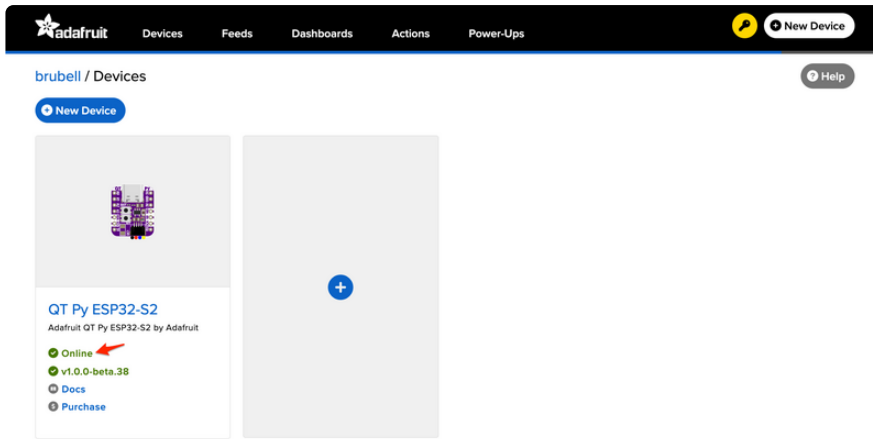 adafruit Devices Feeds Dashboards Actions Power-Ups New Device
brubell / Devices Help
New Device
QT Py ESP32-S2
Adafruit QT Py ESP32-S2 by Adafruit
Online
v1.0.0-beta.38
Docs
Purchase